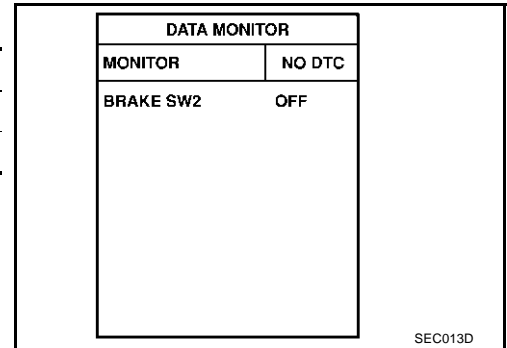 DATA MONITOR
MONITOR NO DTC
BRAKE SW2 OFF
SEC013D